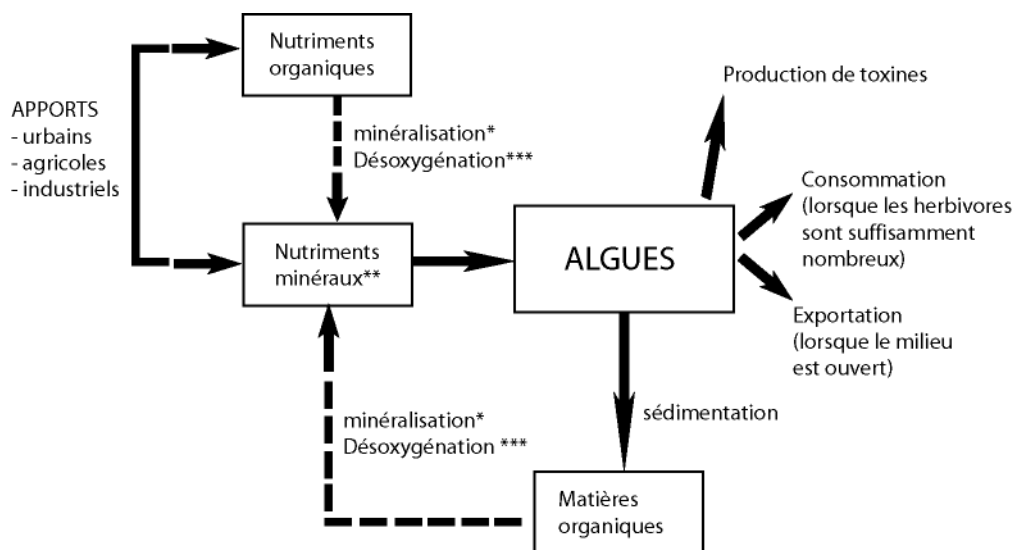 Nutriments
organiques
Production de toxines
APPORTS
- urbains
- agricoles
- industriels
minéralisation*
Désoxygénation***
Consommation
(lorsque les herbivores
sont suffisamment
nombreux)
Nutriments
minéraux**
ALGUES
Exportation
(lorsque le milieu
est ouvert)
minéralisation*
Désoxygénation ***
sédimentation
Matières
organiques